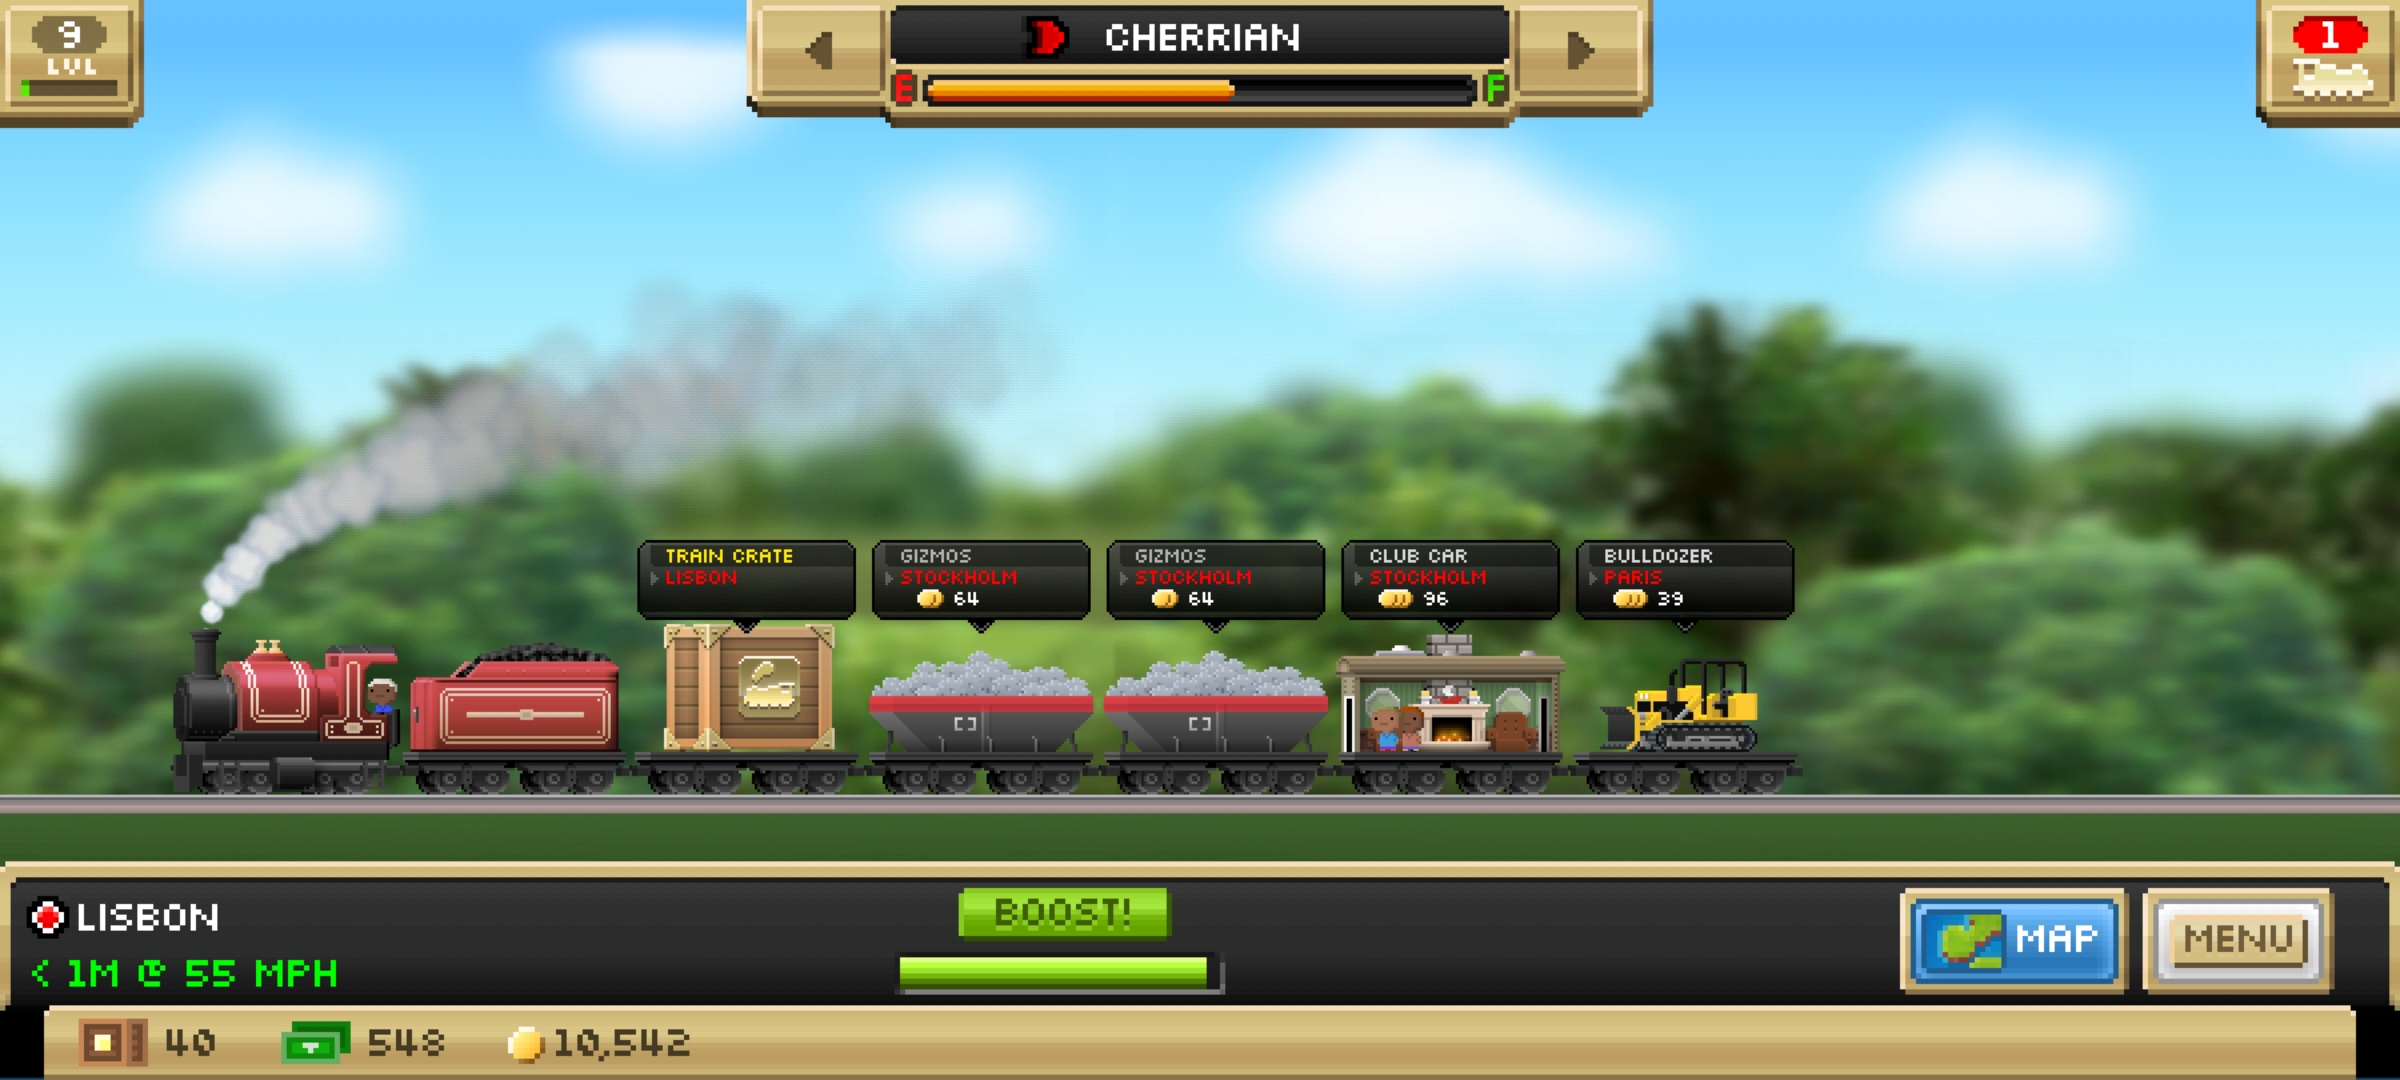 9
LVL
CHERRIAN
E F
1
TRAIN CRATE
LISBON
GIZMOS
STOCKHOLM
64
GIZMOS
STOCKHOLM
64
CLUB CAR
STOCKHOLM
96
BULLDOZER
PARIS
39
LISBON
< 1M @ 55 MPH
BOOST!
MAP
MENU
40
548
10,542